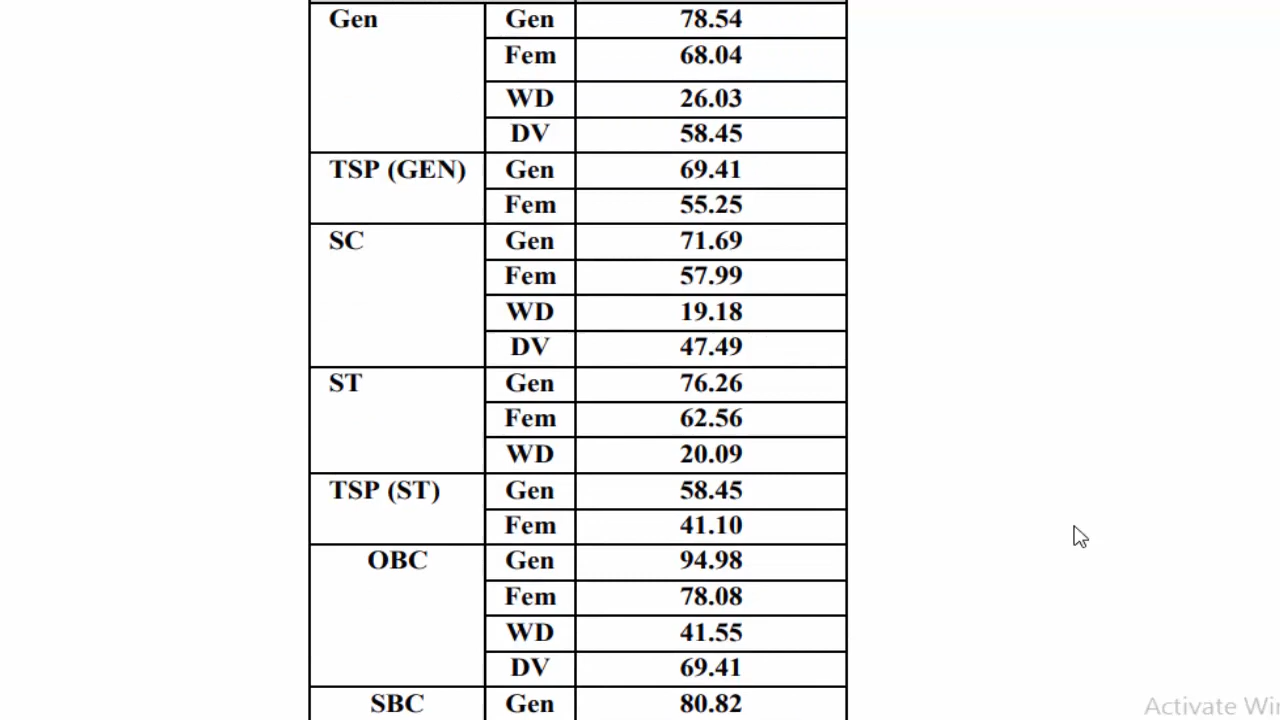 Gen Gen 78.54
Fem 68.04
WD 26.03
DV 58.45
TSP (GEN) Gen 69.41
Fem 55.25
SC Gen 71.69
Fem 57.99
WD 19.18
DV 47.49
ST Gen 76.26
Fem 62.56
WD 20.09
TSP (ST) Gen 58.45
Fem 41.10
OBC Gen 94.98
Fem 78.08
WD 41.55
DV 69.41
SBC Gen 80.82
Activate Wi